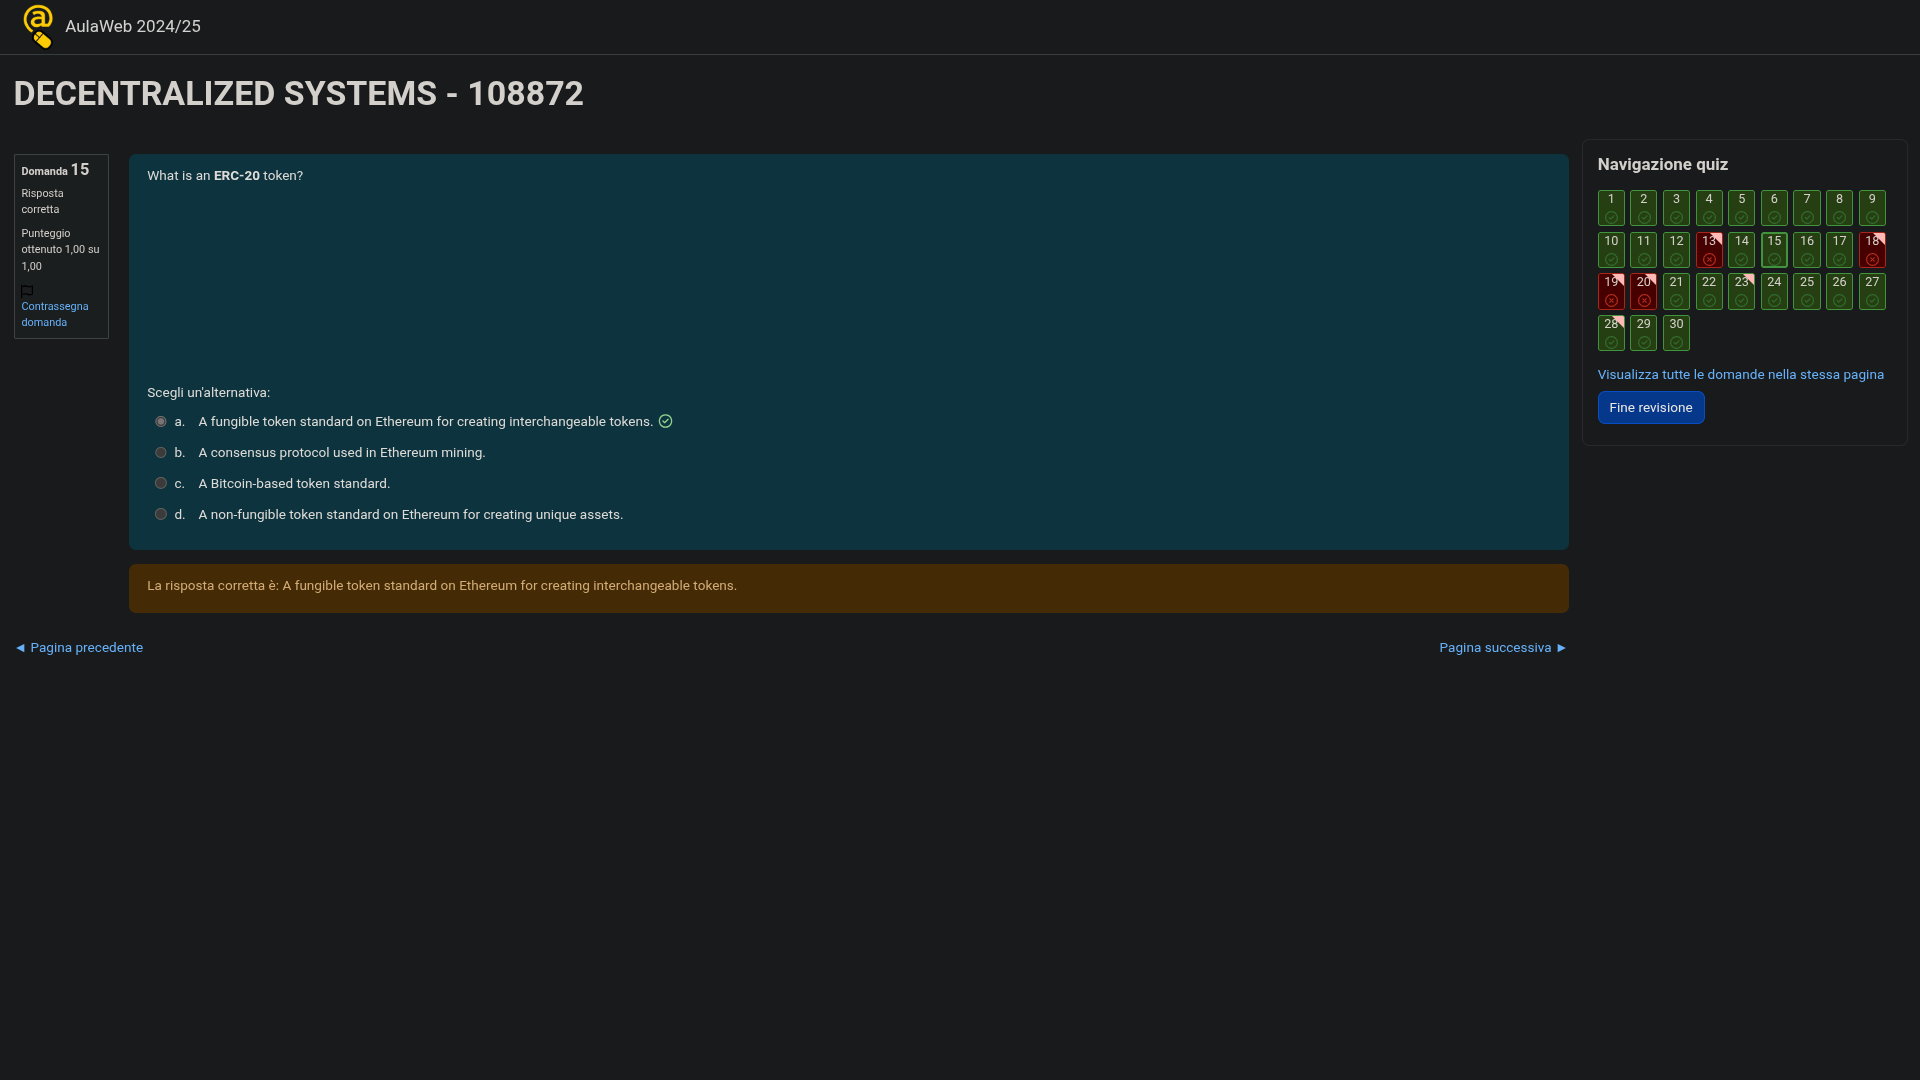 AulaWeb 2024/25
DECENTRALIZED SYSTEMS - 108872
Domanda 15
Risposta
corretta
Punteggio
ottenuto 1,00 su
1,00
Contrassegna
domanda
What is an ERC-20 token?
Scegli un'alternativa:
a. A fungible token standard on Ethereum for creating interchangeable tokens.
b. A consensus protocol used in Ethereum mining.
c. A Bitcoin-based token standard.
d. A non-fungible token standard on Ethereum for creating unique assets.
La risposta corretta è: A fungible token standard on Ethereum for creating interchangeable tokens.
◄ Pagina precedente
Pagina successiva ►
Navigazione quiz
1 2 3 4 5 6 7 8 9
10 11 12 13 14 15 16 17 18
19 20 21 22 23 24 25 26 27
28 29 30
Visualizza tutte le domande nella stessa pagina
Fine revisione